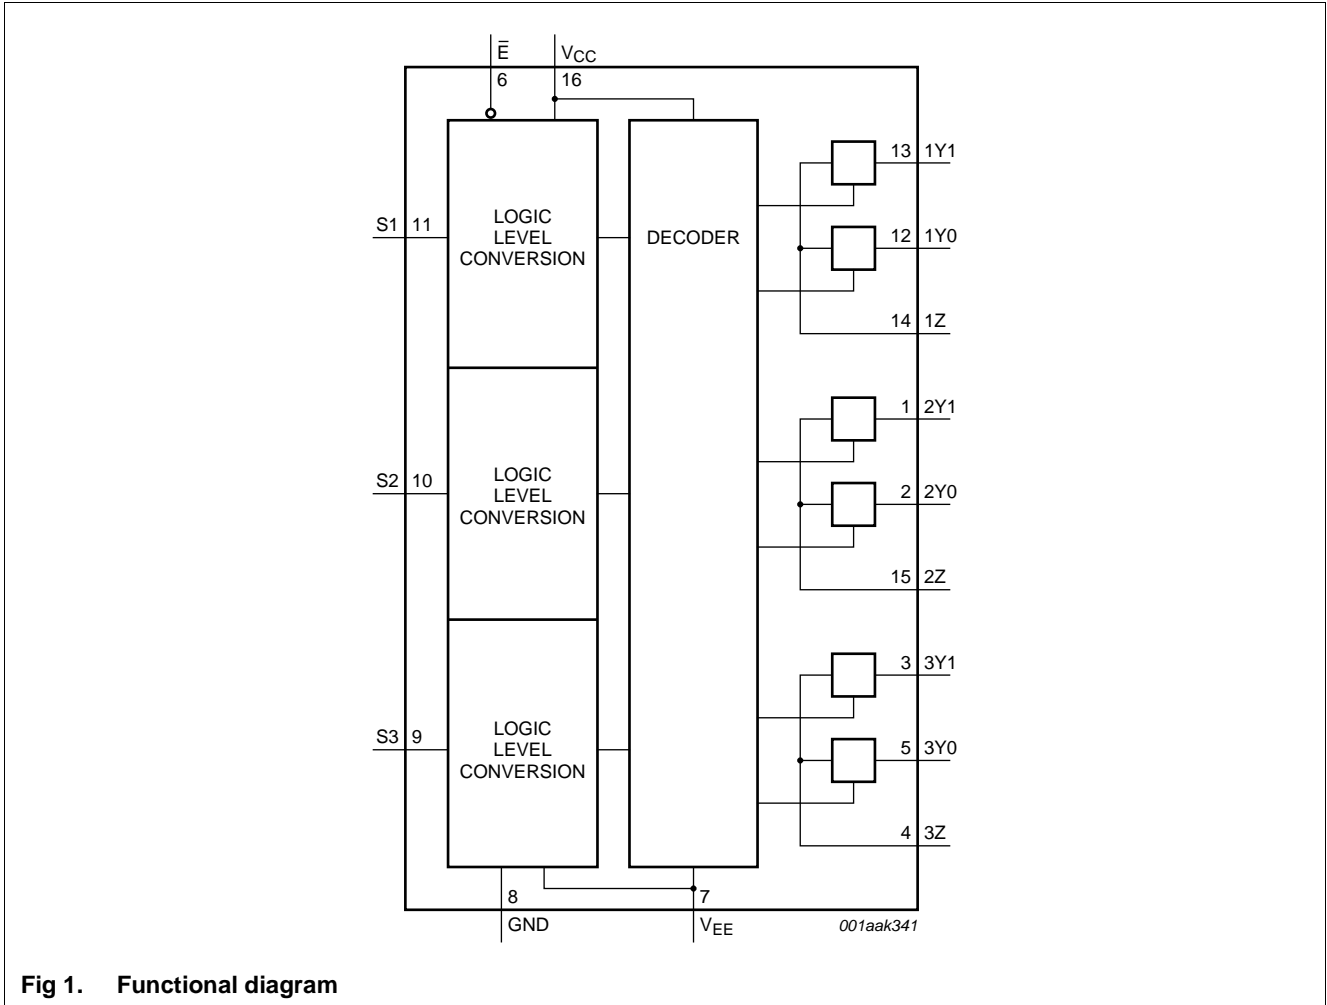 E̅ VCC
6 16
13 1Y1
LOGIC
LEVEL
CONVERSION
S1 11
DECODER
12 1Y0
14 1Z
1 2Y1
LOGIC
LEVEL
CONVERSION
S2 10
2 2Y0
15 2Z
3 3Y1
LOGIC
LEVEL
CONVERSION
S3 9
5 3Y0
4 3Z
8 7
GND VEE 001aak341
Fig 1. Functional diagram